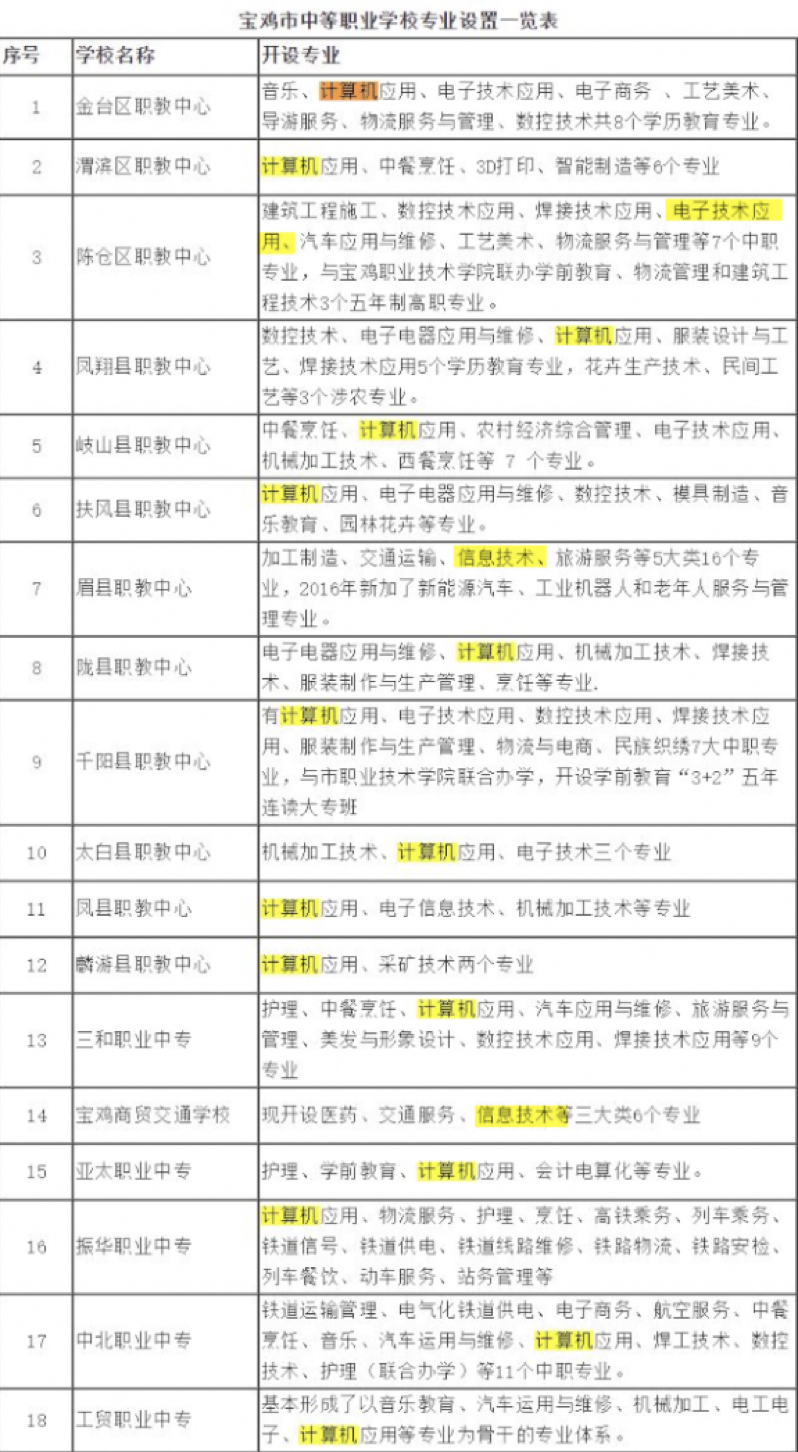 宝鸡市中等职业学校专业设置一览表
序号 学校名称 开设专业
1 金台区职教中心 音乐、计算机应用、电子技术应用、电子商务 、工艺美术、
导游服务、物流服务与管理、数控技术共8个学历教育专业。
2 渭滨区职教中心 计算机应用、中餐烹饪、3D打印、智能制造等6个专业
3 陈仓区职教中心 建筑工程施工、数控技术应用、焊接技术应用、电子技术应
用、汽车应用与维修、工艺美术、物流服务与管理等7个中职
专业，与宝鸡职业技术学院联办学前教育、物流管理和建筑工
程技术3个五年制高职专业。
4 凤翔县职教中心 数控技术、电子电器应用与维修、计算机应用、服装设计与工
艺、焊接技术应用5个学历教育专业，花卉生产技术、民间工
艺等3个涉农专业。
5 岐山县职教中心 中餐烹饪、计算机应用、农村经济综合管理、电子技术应用、
机械加工技术、西餐烹饪等 7 个专业。
6 扶风县职教中心 计算机应用、电子电器应用与维修、数控技术、模具制造、音
乐教育、园林花卉等专业。
7 眉县职教中心 加工制造、交通运输、信息技术、旅游服务等5大类16个专
业，2016年新加了新能源汽车、工业机器人和老年人服务与管
理专业。
8 陇县职教中心 电子电器应用与维修、计算机应用、机械加工技术、焊接技
术、服装制作与生产管理、烹饪等专业.
9 千阳县职教中心 有计算机应用、电子技术应用、数控技术应用、焊接技术应
用、服装制作与生产管理、物流与电商、民族织绣7大中职专
业，与市职业技术学院联合办学，开设学前教育“3+2”五年
连读大专班
10 太白县职教中心 机械加工技术、计算机应用、电子技术三个专业
11 凤县职教中心 计算机应用、电子信息技术、机械加工技术等专业
12 麟游县职教中心 计算机应用、采矿技术两个专业
13 三和职业中专 护理、中餐烹饪、计算机应用、汽车应用与维修、旅游服务与
管理、美发与形象设计、数控技术应用、焊接技术应用等9个
专业
14 宝鸡商贸交通学校 现开设医药、交通服务、信息技术等三大类6个专业
15 亚太职业中专 护理、学前教育、计算机应用、会计电算化等专业。
16 振华职业中专 计算机应用、物流服务、护理、烹饪、高铁乘务、列车乘务、
铁道信号、铁道供电、铁道线路维修、铁路物流、铁路安检、
列车餐饮、动车服务、站务管理等
17 中北职业中专 铁道运输管理、电气化铁道供电、电子商务、航空服务、中餐
烹饪、音乐、汽车运用与维修、计算机应用、焊工技术、数控
技术、护理（联合办学）等11个中职专业。
18 工贸职业中专 基本形成了以音乐教育、汽车运用与维修、机械加工、电工电
子、计算机应用等专业为骨干的专业体系。